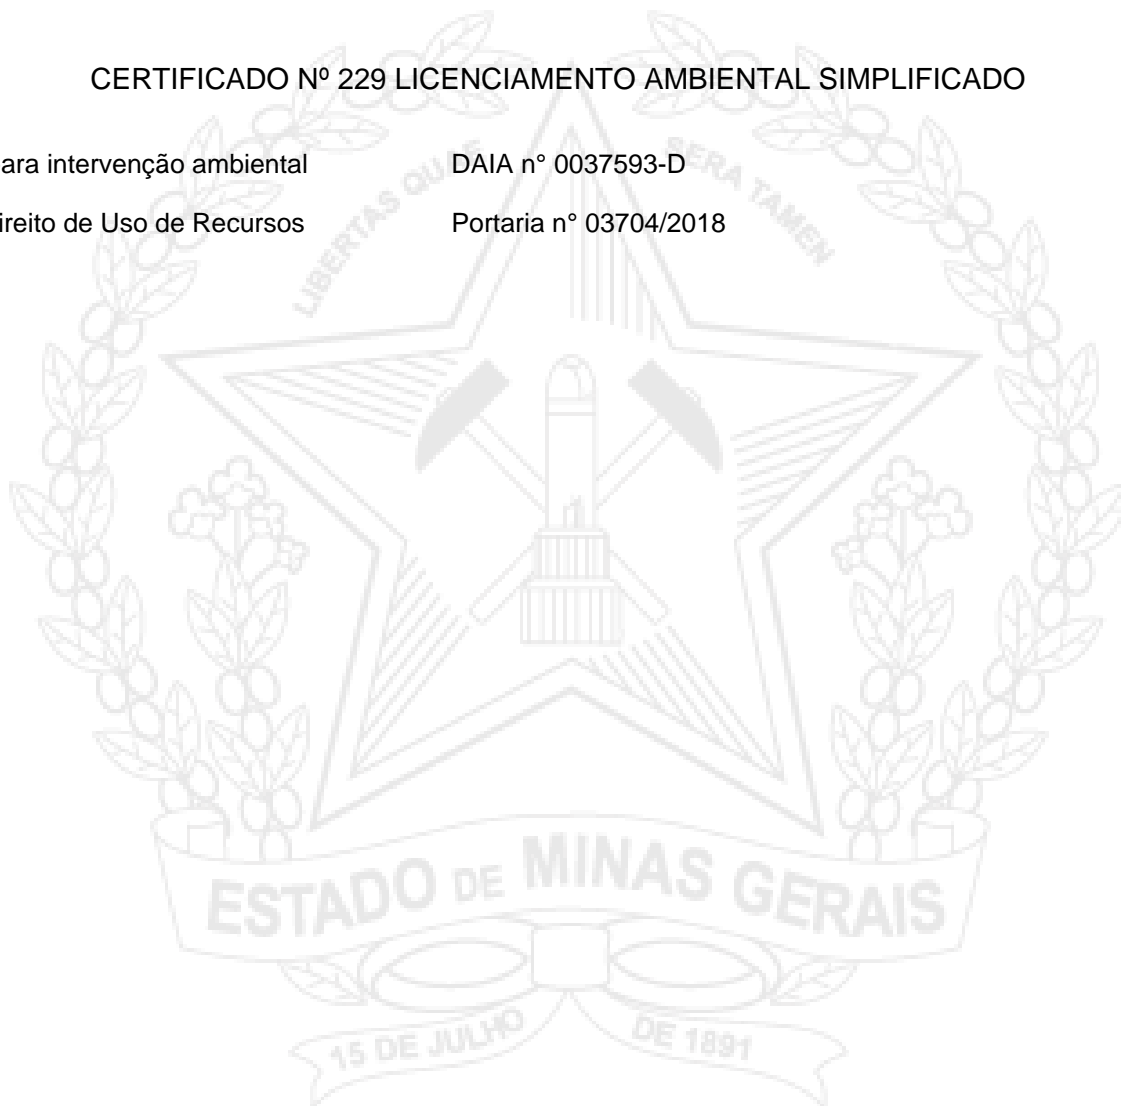 CERTIFICADO Nº 229 LICENCIAMENTO AMBIENTAL SIMPLIFICADO
ara intervenção ambiental DAIA n° 0037593-D
ireito de Uso de Recursos Portaria n° 03704/2018
LIBERTAS QUÆ SERA TAMEN
ESTADO DE MINAS GERAIS
15 DE JULHO DE 1891